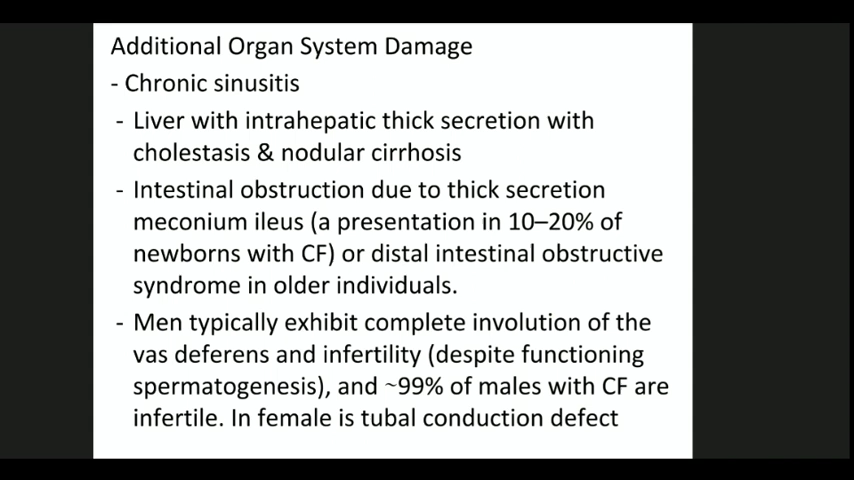 Additional Organ System Damage
- Chronic sinusitis
- Liver with intrahepatic thick secretion with
cholestasis & nodular cirrhosis
- Intestinal obstruction due to thick secretion
meconium ileus (a presentation in 10–20% of
newborns with CF) or distal intestinal obstructive
syndrome in older individuals.
- Men typically exhibit complete involution of the
vas deferens and infertility (despite functioning
spermatogenesis), and ~99% of males with CF are
infertile. In female is tubal conduction defect